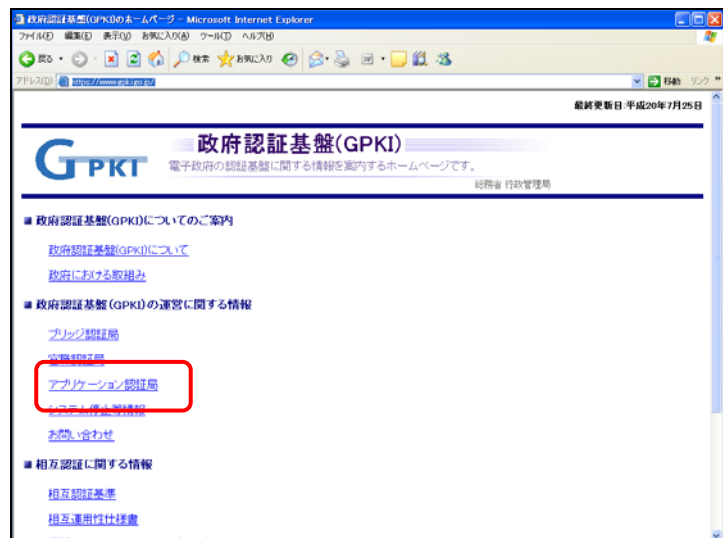 政府認証基盤(GPKI)のホームページ - Microsoft Internet Explorer
ファイル(F) 編集(E) 表示(V) お気に入り(A) ツール(T) ヘルプ(H)
戻る 検索 お気に入り
アドレス(D) https://www.gpki.go.jp/ 移動 リンク »
最終更新日:平成20年7月25日
GPKI 政府認証基盤(GPKI)
電子政府の認証基盤に関する情報を案内するホームページです。
総務省 行政管理局
■ 政府認証基盤(GPKI)についてのご案内
政府認証基盤(GPKI)について
政府における取組み
■ 政府認証基盤(GPKI)の運営に関する情報
ブリッジ認証局
官職認証局
アプリケーション認証局
システム停止等情報
お問い合わせ
■ 相互認証に関する情報
相互認証基準
相互運用性仕様書